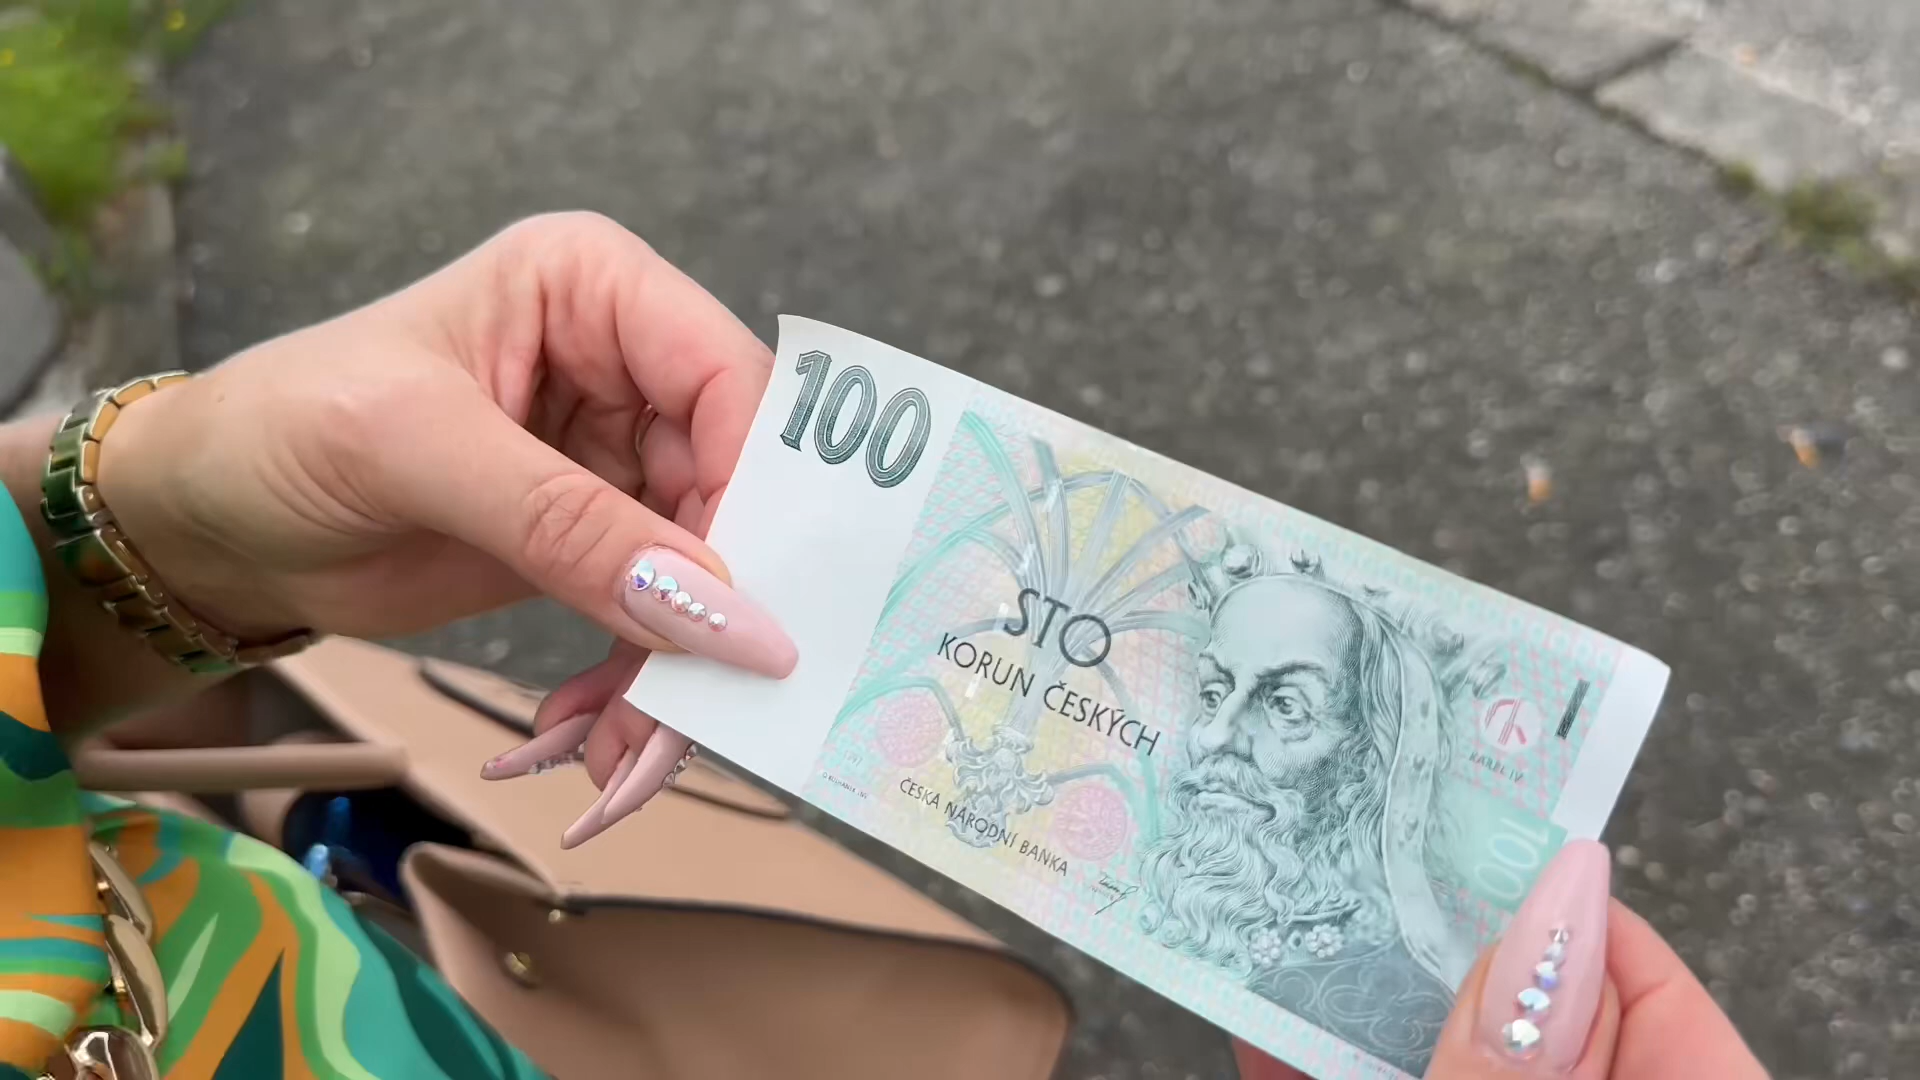 100
STO
KORUN ČESKÝCH
ČESKÁ NÁRODNÍ BANKA
KAREL IV.
100